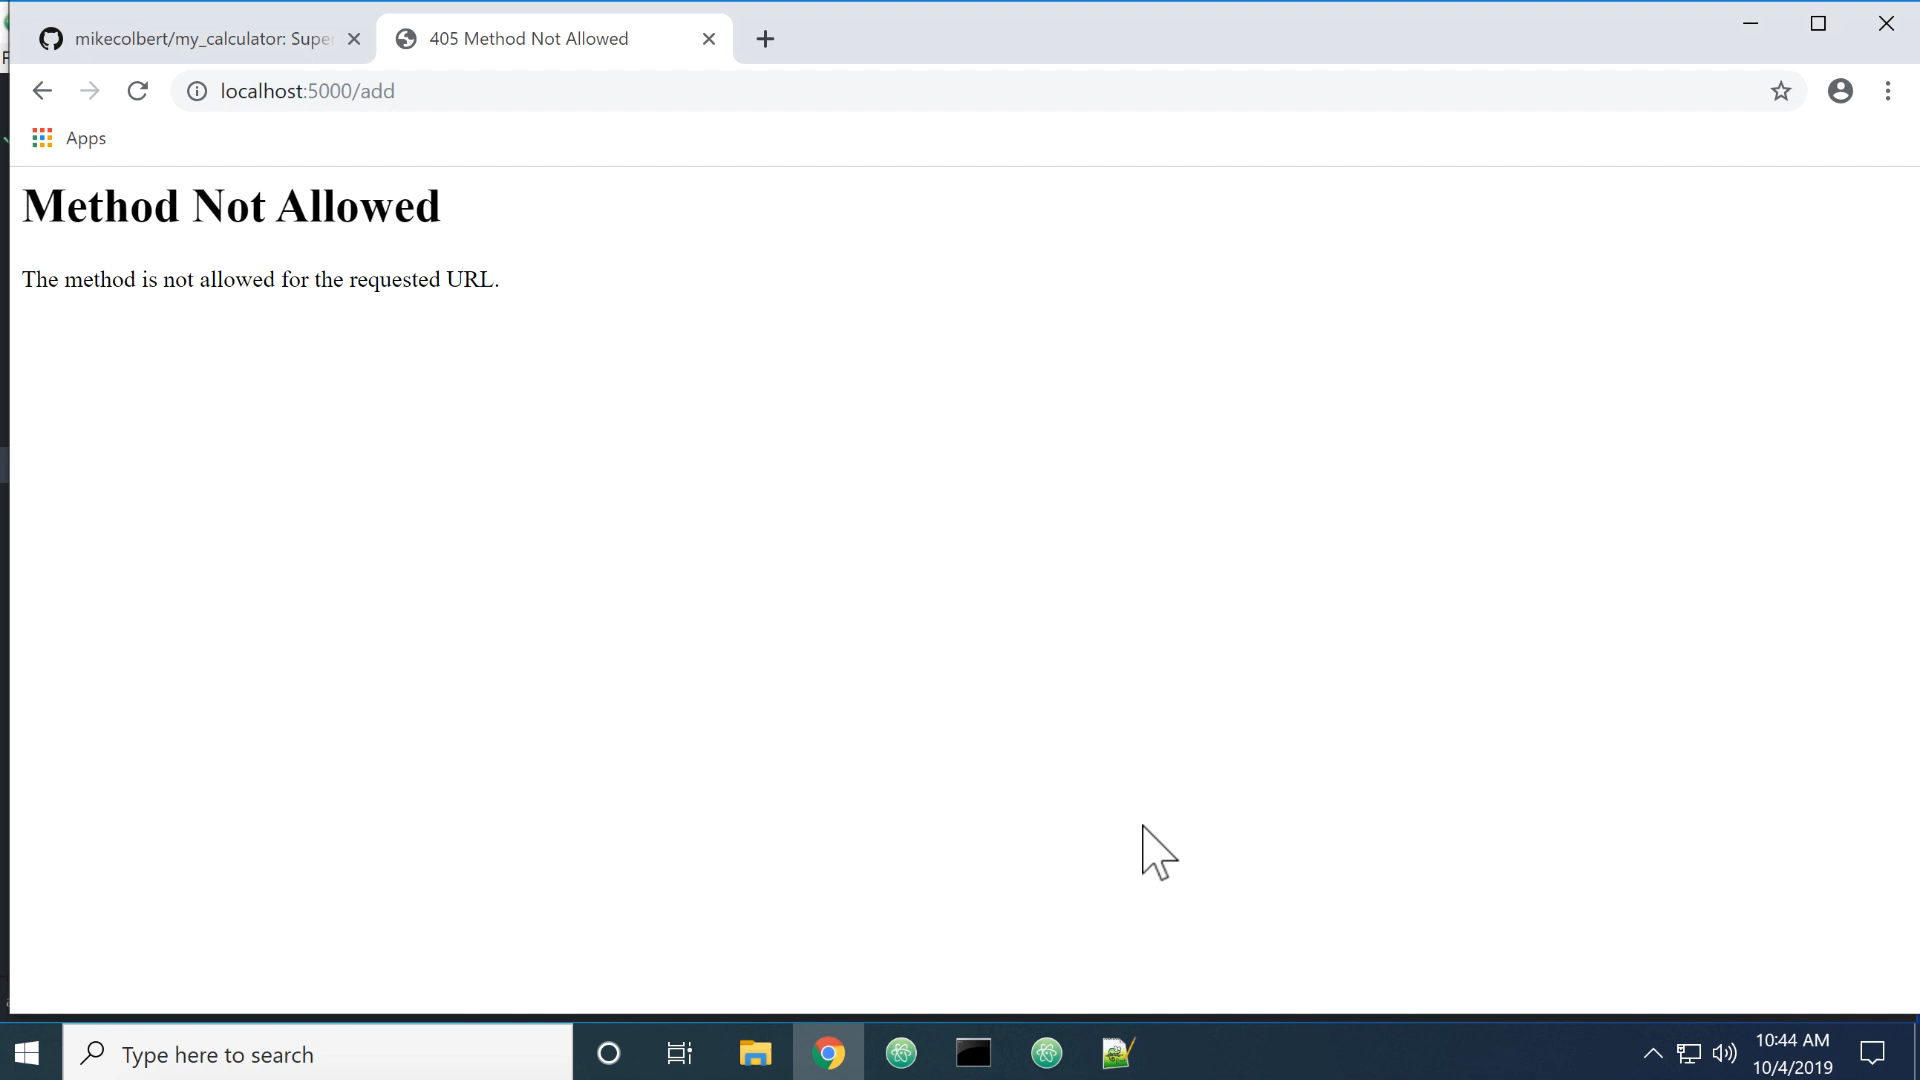 mikecolbert/my_calculator: Supe
405 Method Not Allowed
localhost:5000/add
Apps
Method Not Allowed
The method is not allowed for the requested URL.
Type here to search
10:44 AM
10/4/2019